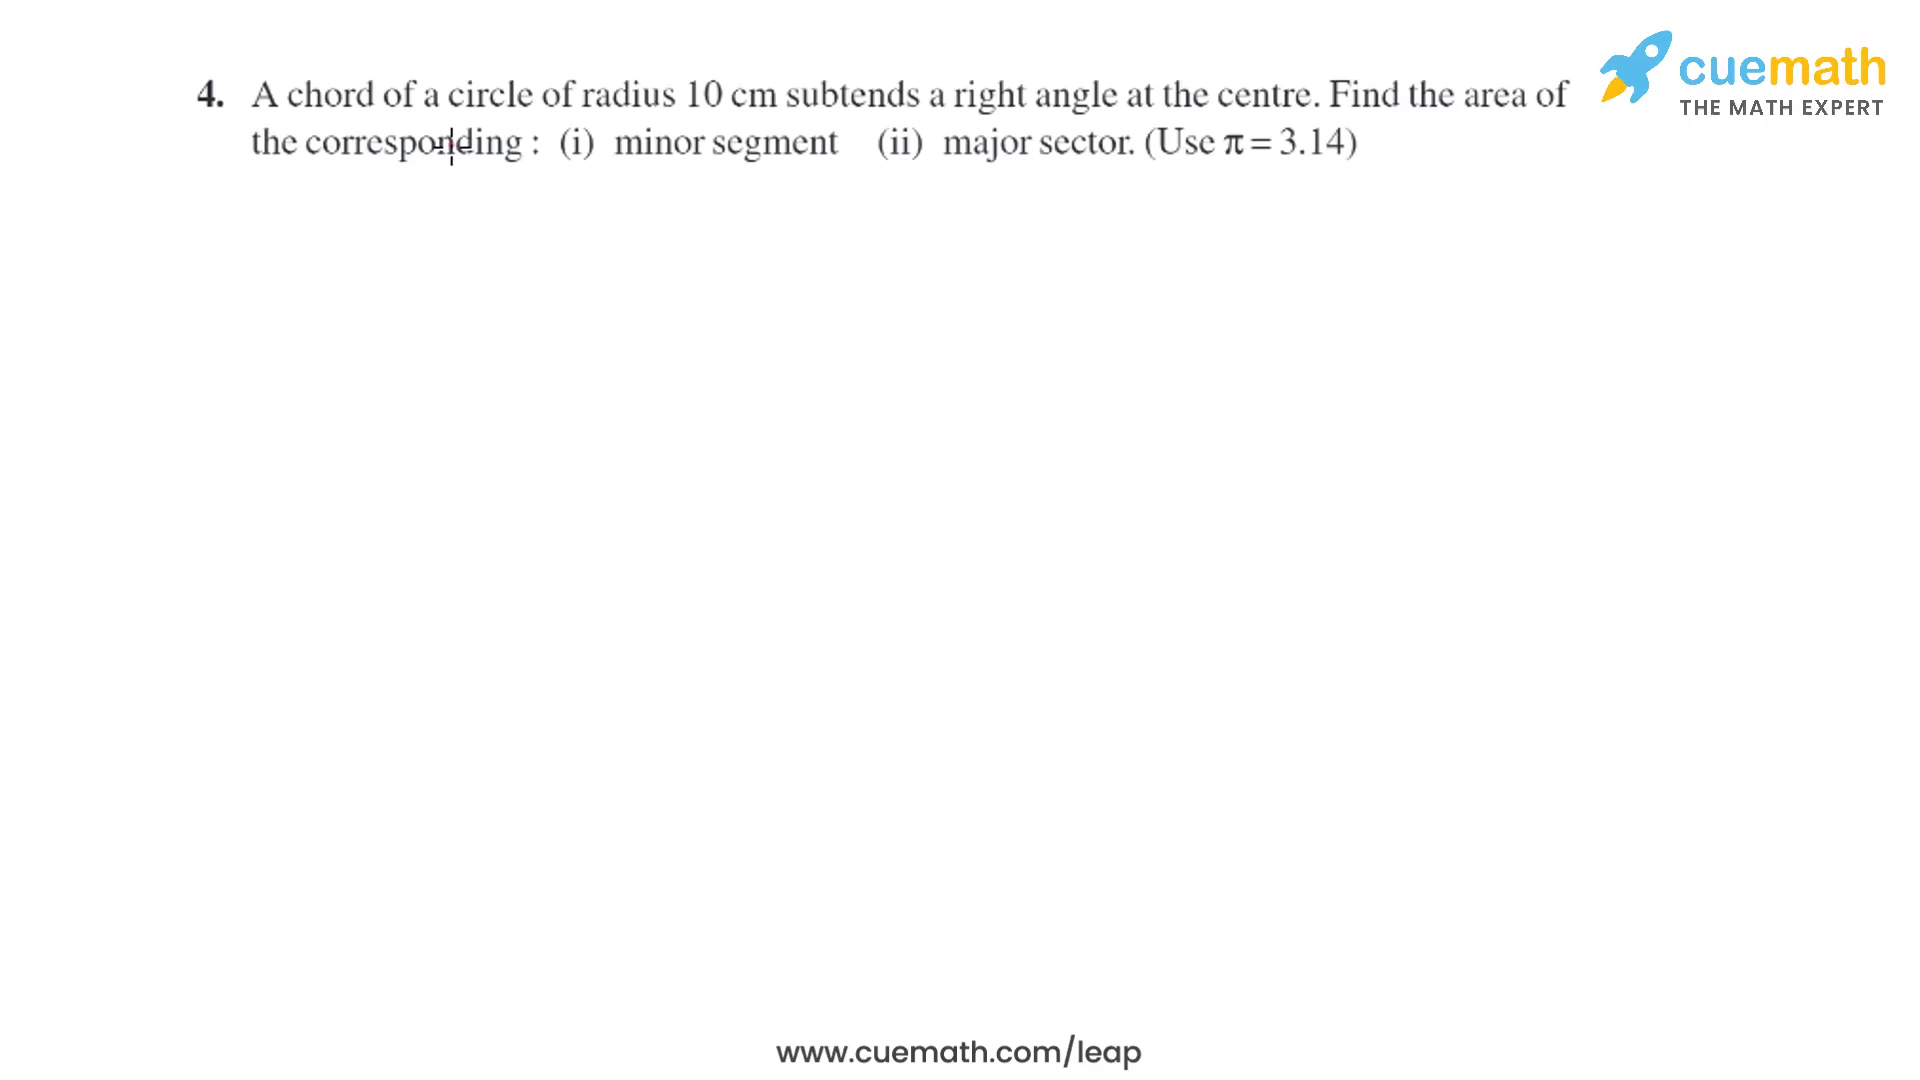 cuemath
THE MATH EXPERT
4. A chord of a circle of radius 10 cm subtends a right angle at the centre. Find the area of
the corresponding : (i) minor segment (ii) major sector. (Use π = 3.14)
www.cuemath.com/leap